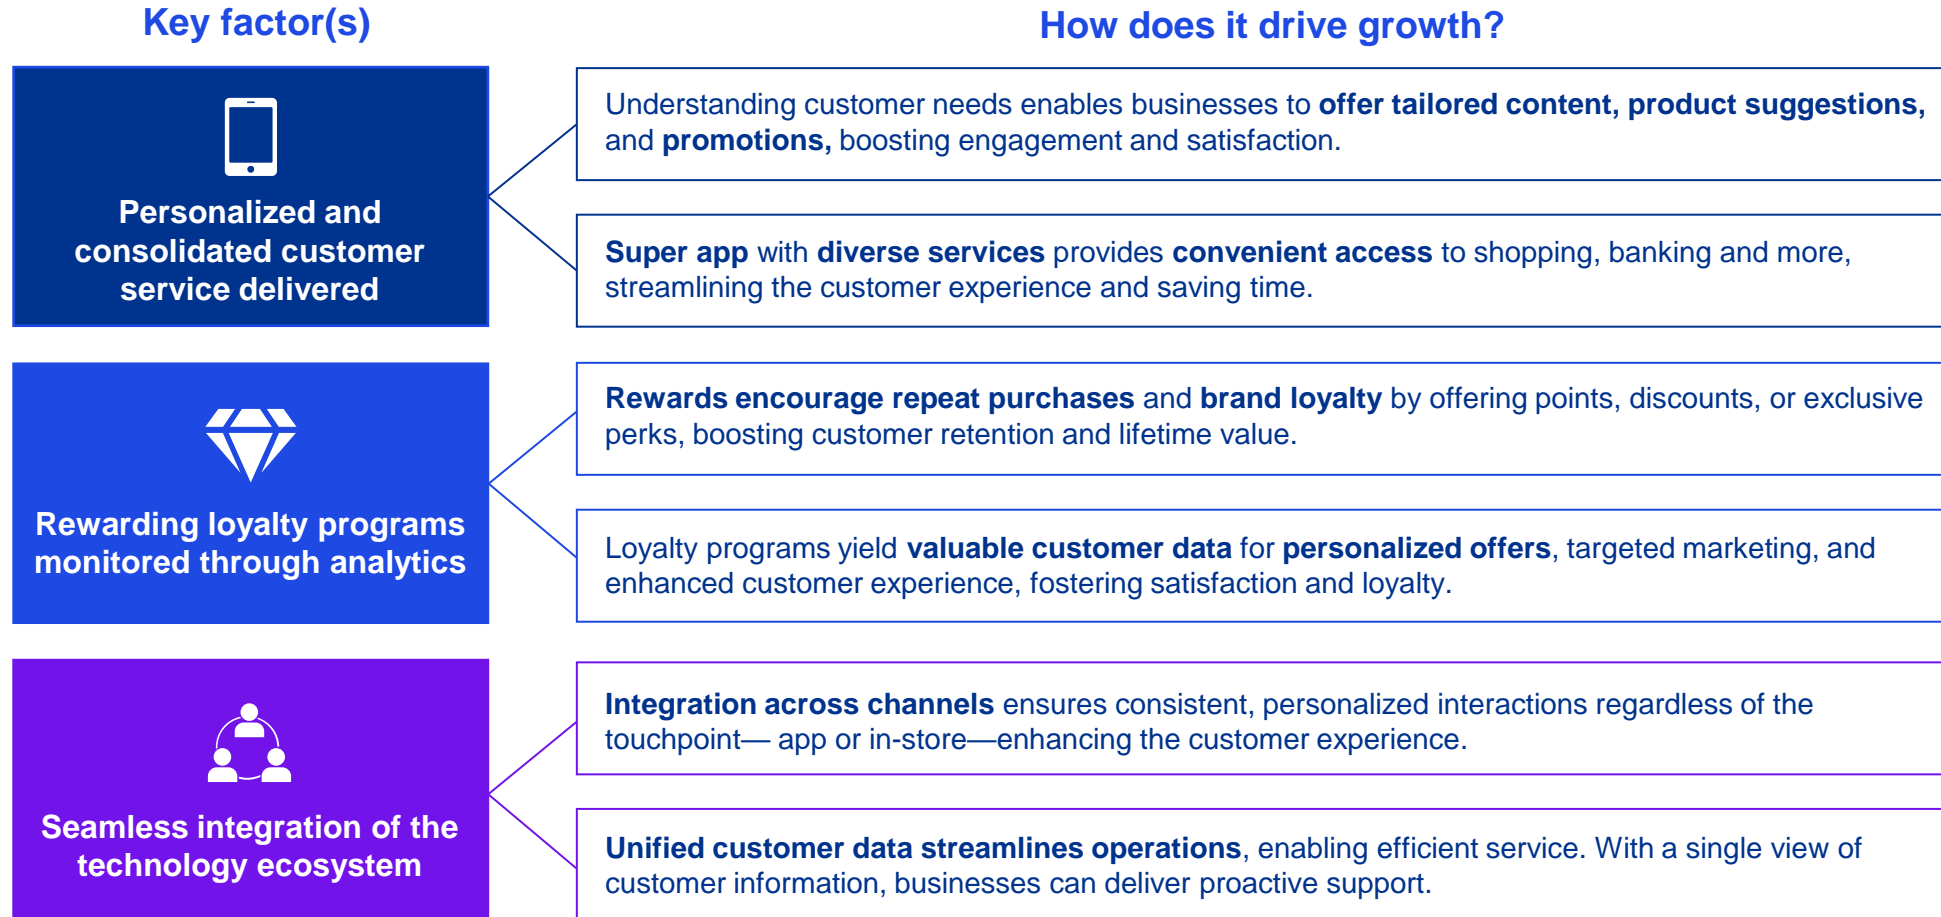 Key factor(s)
How does it drive growth?
Personalized and
consolidated customer
service delivered
Understanding customer needs enables businesses to offer tailored content, product suggestions,
and promotions, boosting engagement and satisfaction.
Super app with diverse services provides convenient access to shopping, banking and more,
streamlining the customer experience and saving time.
Rewarding loyalty programs
monitored through analytics
Rewards encourage repeat purchases and brand loyalty by offering points, discounts, or exclusive
perks, boosting customer retention and lifetime value.
Loyalty programs yield valuable customer data for personalized offers, targeted marketing, and
enhanced customer experience, fostering satisfaction and loyalty.
Seamless integration of the
technology ecosystem
Integration across channels ensures consistent, personalized interactions regardless of the
touchpoint— app or in-store—enhancing the customer experience.
Unified customer data streamlines operations, enabling efficient service. With a single view of
customer information, businesses can deliver proactive support.